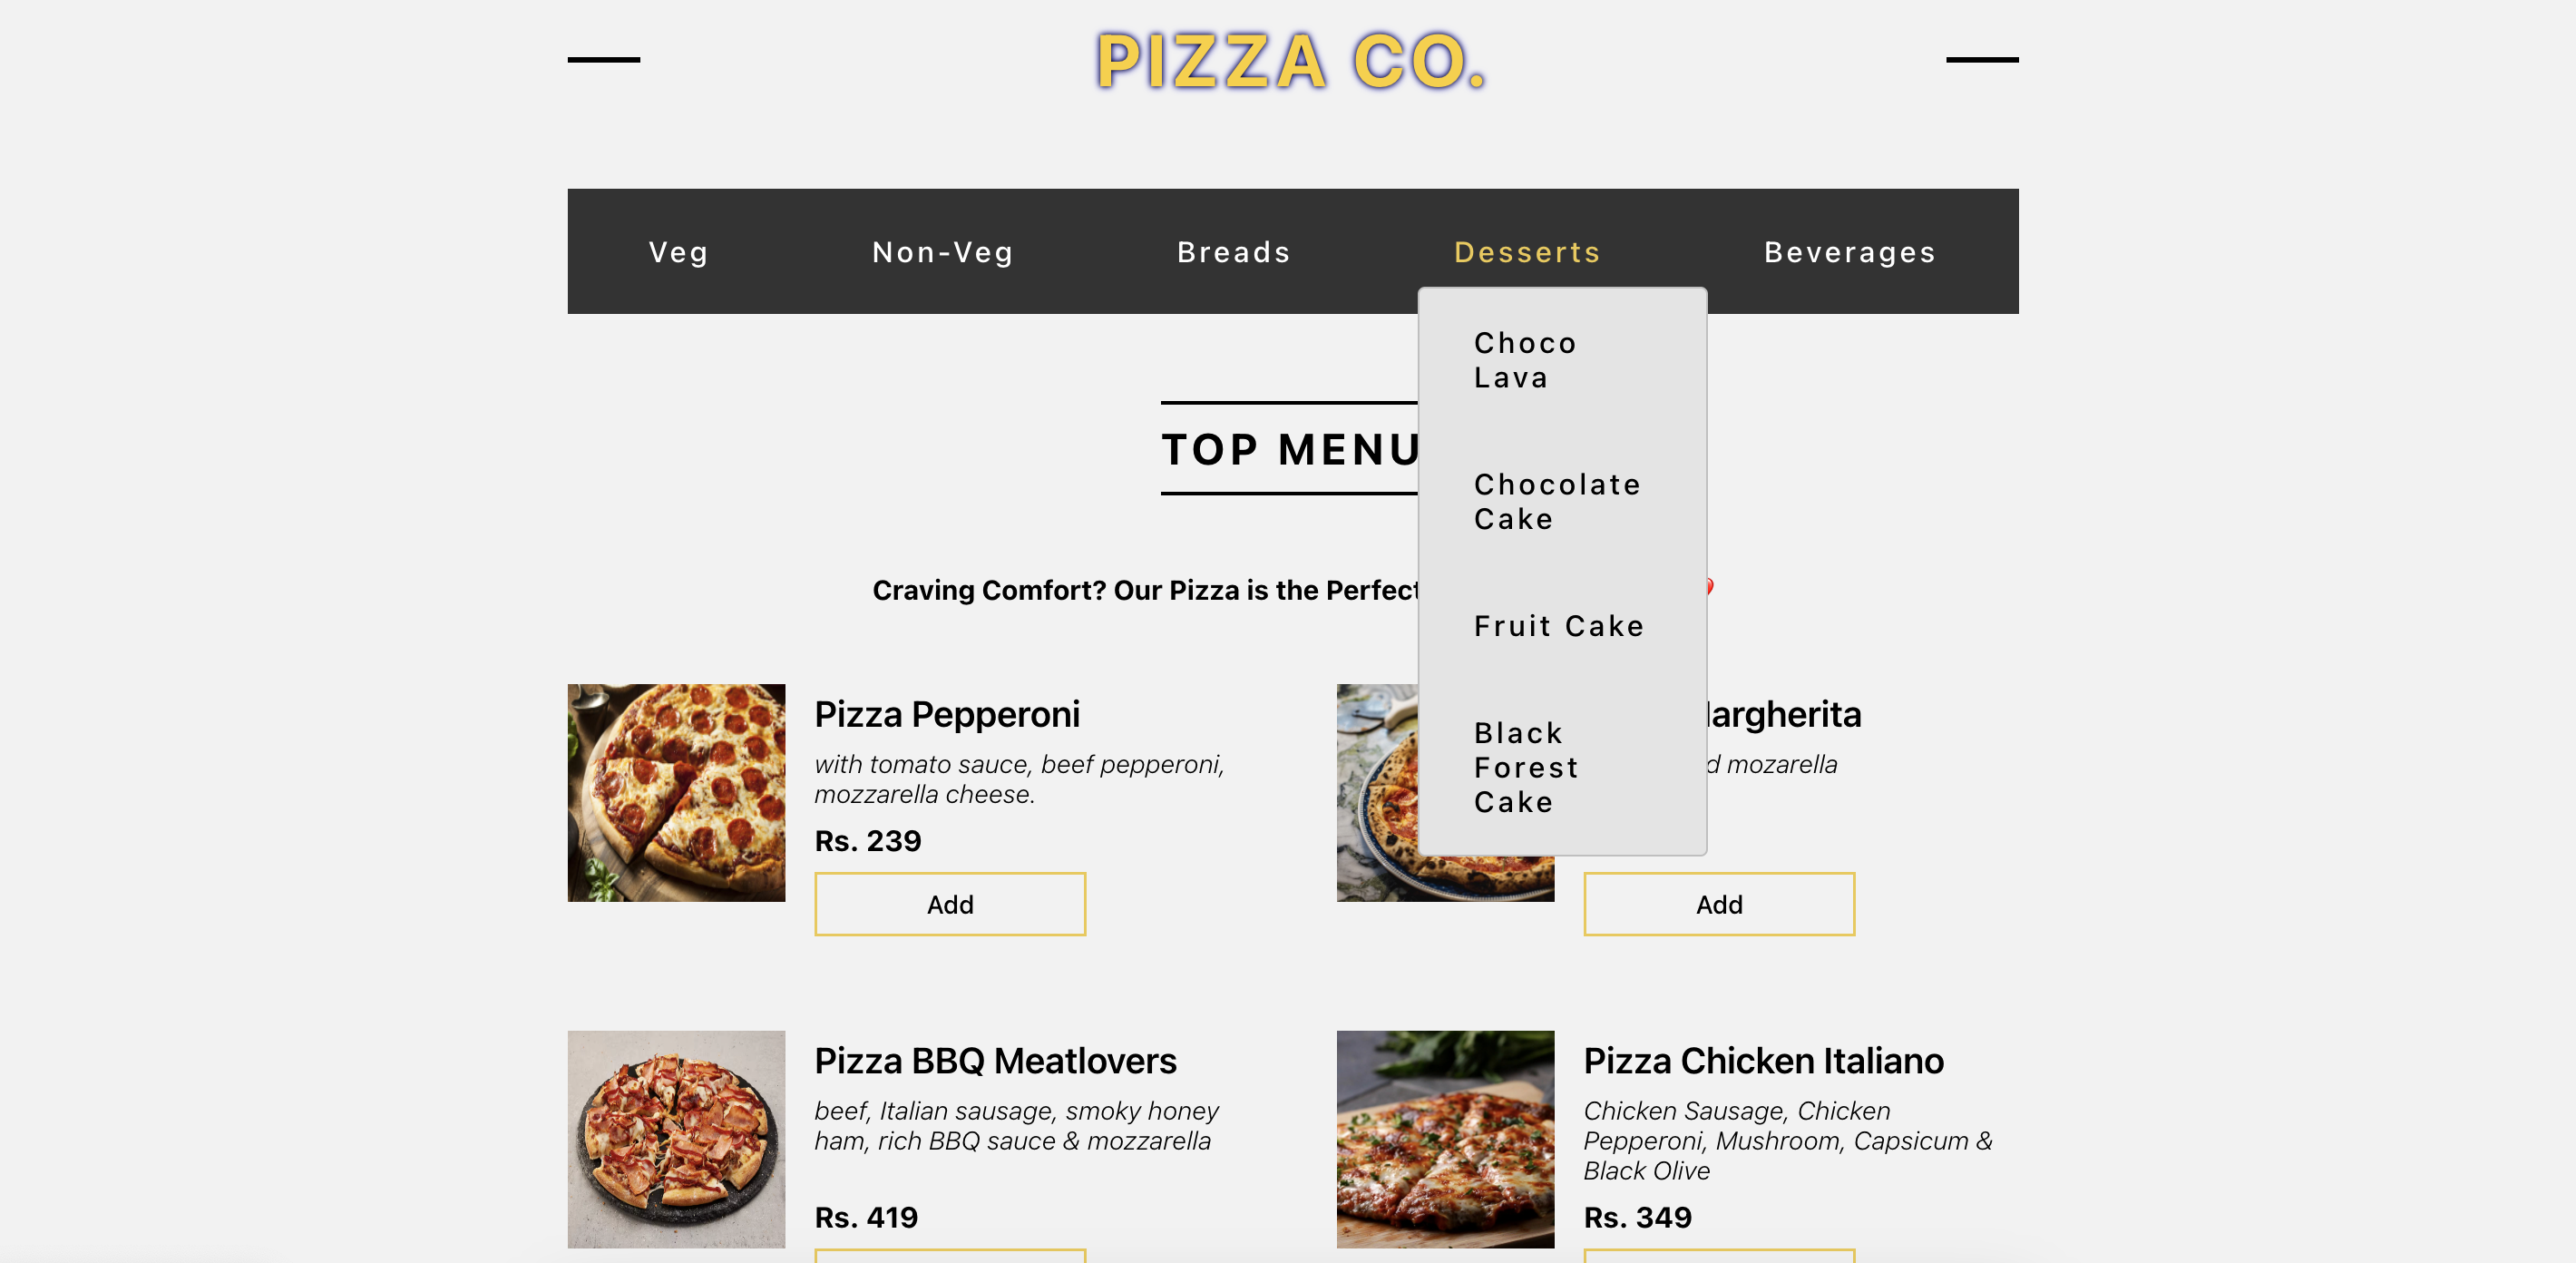 PIZZA CO.
Veg
Non-Veg
Breads
Desserts
Beverages
Choco
Lava
Chocolate
Cake
Fruit Cake
Black
Forest
Cake
TOP MENU
Craving Comfort? Our Pizza is the Perfect
Pizza Pepperoni
with tomato sauce, beef pepperoni,
mozzarella cheese.
Rs. 239
Add
mozarella
Add
Pizza BBQ Meatlovers
beef, Italian sausage, smoky honey
ham, rich BBQ sauce & mozzarella
Rs. 419
Pizza Chicken Italiano
Chicken Sausage, Chicken
Pepperoni, Mushroom, Capsicum &
Black Olive
Rs. 349